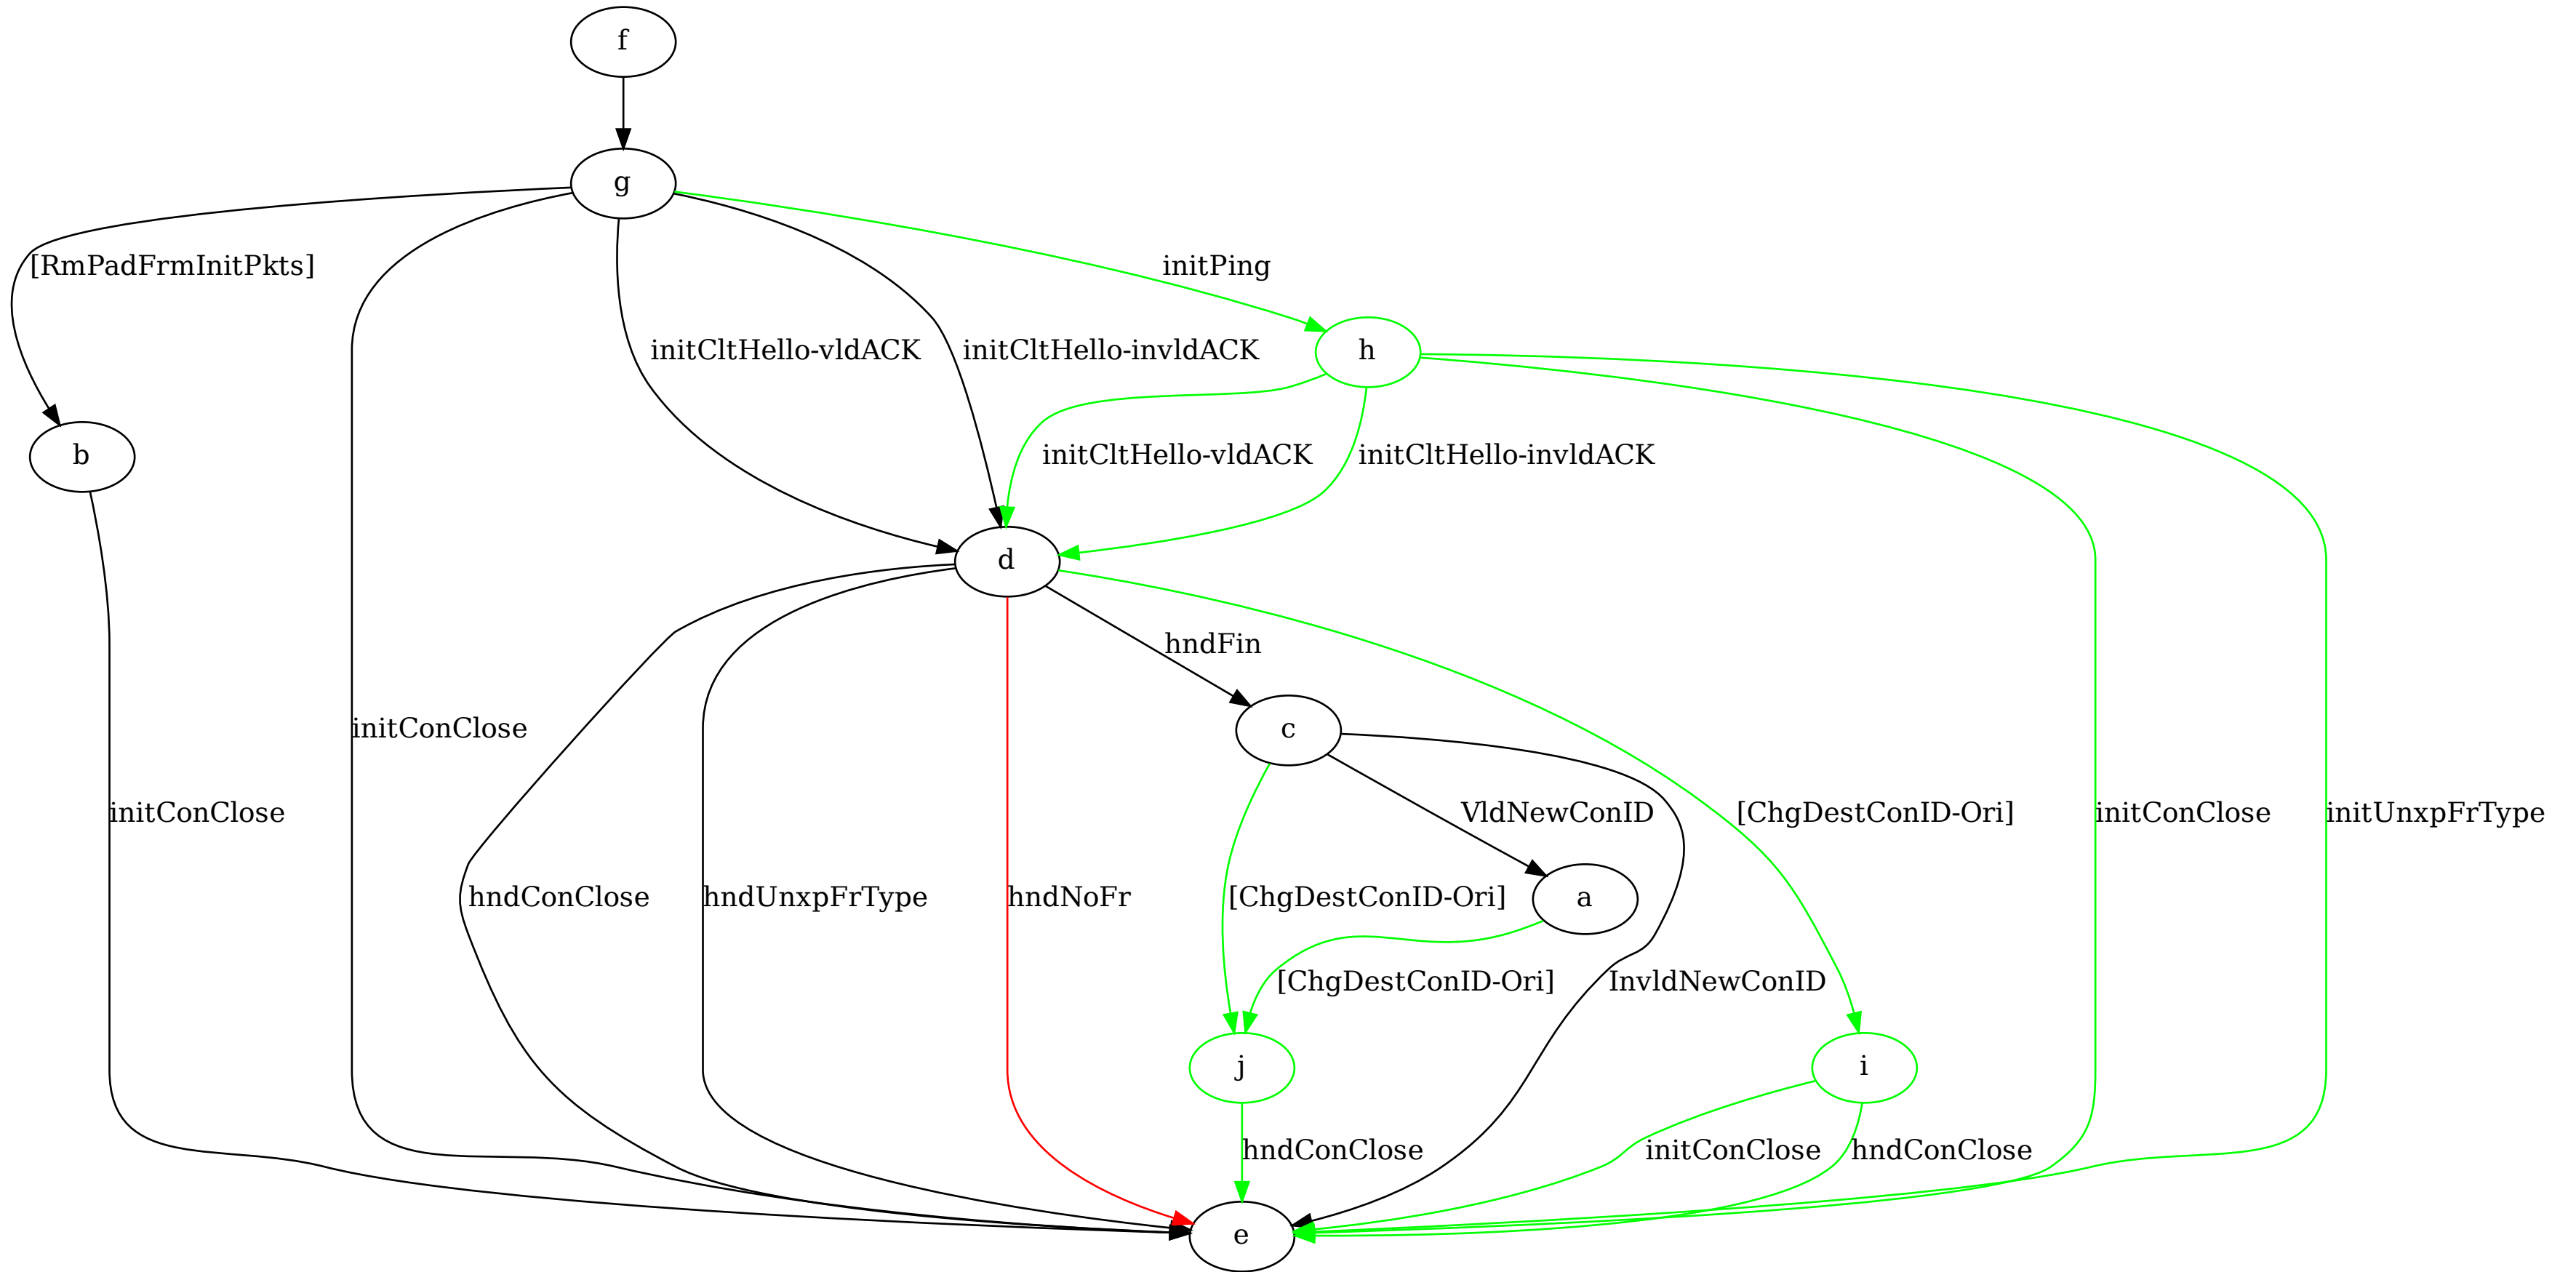 f
g
[RmPadFrmInitPkts]
initPing
initCltHello-vldACK
initCltHello-invldACK
h
b
initCltHello-vldACK
initCltHello-invldACK
d
hndFin
initConClose
c
initConClose
VldNewConID
[ChgDestConID-Ori]
initConClose
initUnxpFrType
hndConClose
hndUnxpFrType
hndNoFr
[ChgDestConID-Ori]
a
[ChgDestConID-Ori]
InvldNewConID
j
i
hndConClose
initConClose
hndConClose
e